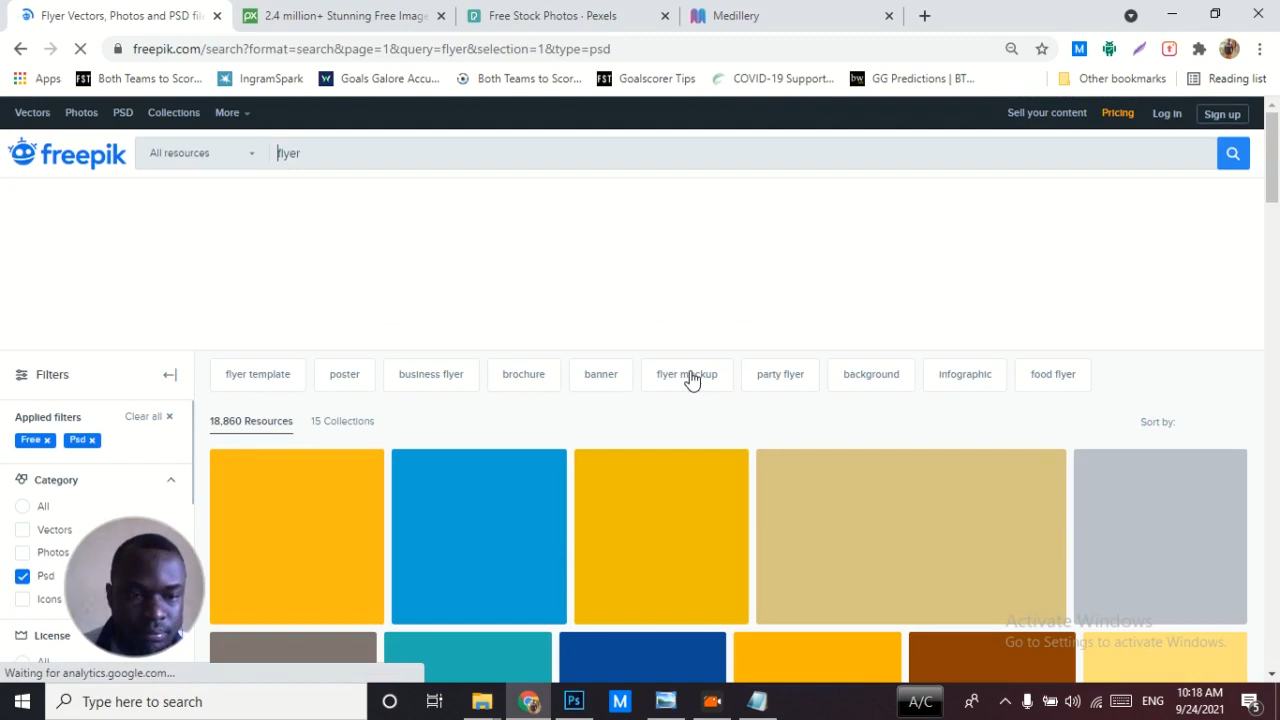 Flyer Vectors, Photos and PSD fil
2.4 million+ Stunning Free Image
Free Stock Photos · Pexels
Medillery
freepik.com/search?format=search&page=1&query=flyer&selection=1&type=psd
Apps
Both Teams to Scor...
IngramSpark
Goals Galore Accu...
Both Teams to Scor...
Goalscorer Tips
COVID-19 Support...
GG Predictions | BT...
Other bookmarks
Reading list
Vectors
Photos
PSD
Collections
More
Sell your content
Pricing
Log in
Sign up
freepik
All resources
flyer
Filters
flyer template
poster
business flyer
brochure
banner
flyer mockup
party flyer
background
infographic
food flyer
Applied filters
Clear all
18,860 Resources
15 Collections
Sort by:
Free
Psd
Category
All
Vectors
Photos
Psd
Icons
License
All
Activate Windows
Go to Settings to activate Windows.
Waiting for analytics.google.com...
Type here to search
A/C
ENG
10:18 AM
9/24/2021
5